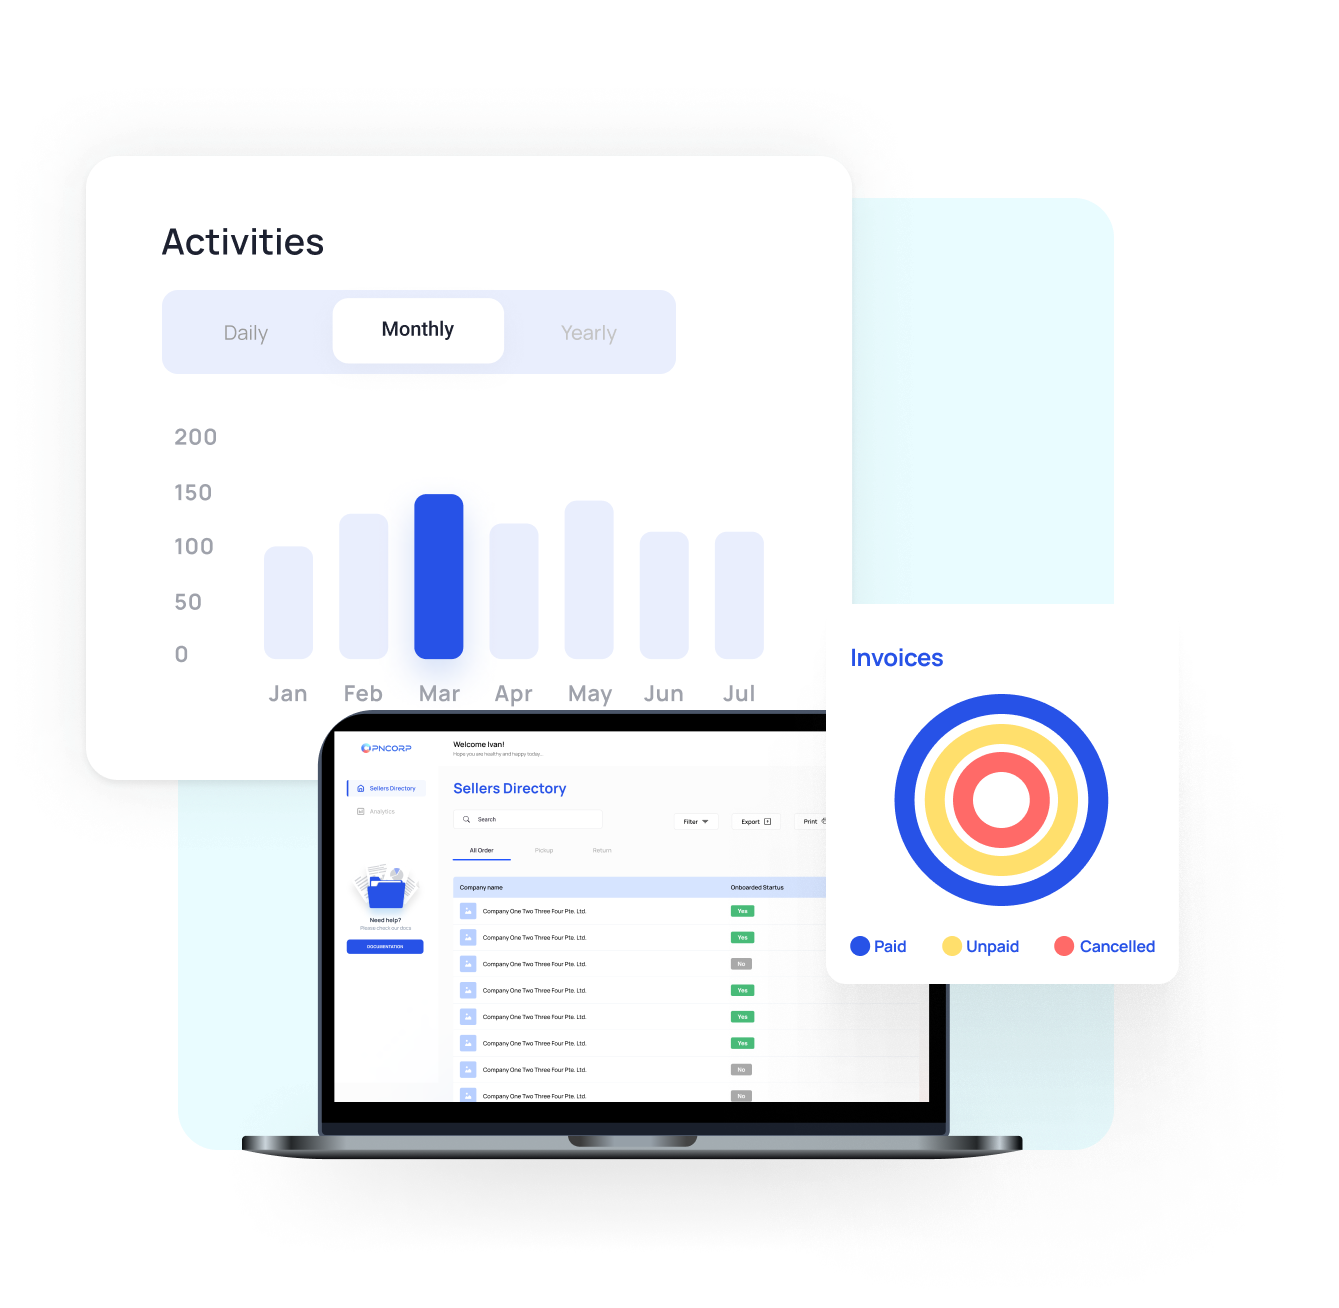 Activities
Daily Monthly Yearly
200
150
100
50
0
Jan Feb Mar Apr May Jun Jul
Invoices
Paid Unpaid Cancelled
PNCORP
Welcome Ivan!
Hope you are healthy and happy today...
Sellers Directory
Analytics
Need help?
Please check our docs
DOCUMENTATION
Sellers Directory
Search
Filter Export Print
All Order Pickup Return
Company name Onboarded Startus
Company One Two Three Four Pte. Ltd. Yes
Company One Two Three Four Pte. Ltd. Yes
Company One Two Three Four Pte. Ltd. No
Company One Two Three Four Pte. Ltd. Yes
Company One Two Three Four Pte. Ltd. Yes
Company One Two Three Four Pte. Ltd. Yes
Company One Two Three Four Pte. Ltd. No
Company One Two Three Four Pte. Ltd. No